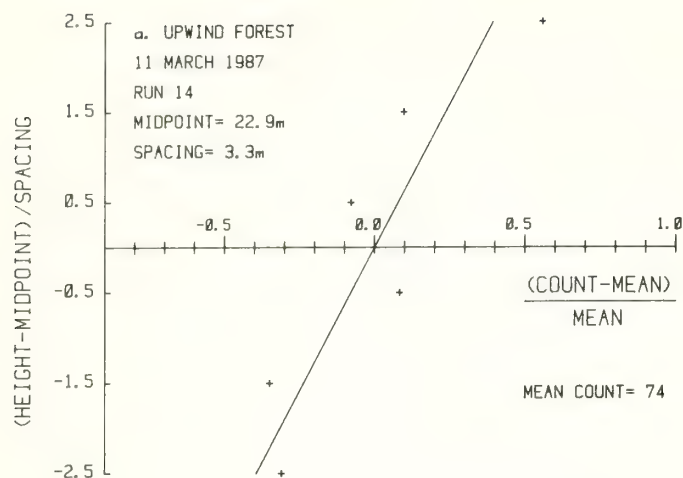 2.5
a. UPWIND FOREST
11 MARCH 1987
RUN 14
MIDPOINT= 22.9m
SPACING= 3.3m
1.5
0.5
-0.5
-1.5
-2.5
(HEIGHT-MIDPOINT)/SPACING
-0.5
0.0
0.5
1.0
(COUNT-MEAN)
MEAN
MEAN COUNT= 74